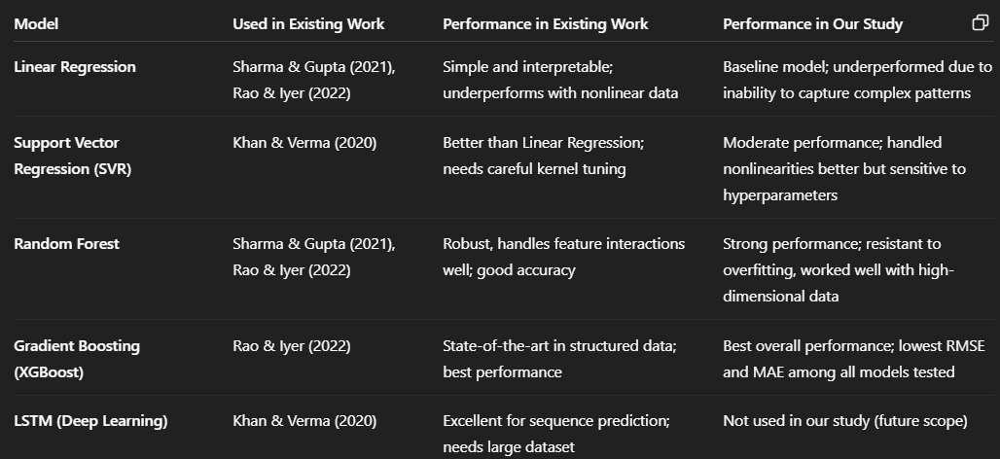 Model Used in Existing Work Performance in Existing Work Performance in Our Study
Linear Regression Sharma & Gupta (2021), Simple and interpretable; Baseline model; underperformed due to
Rao & Iyer (2022) underperforms with nonlinear data inability to capture complex patterns
Support Vector Khan & Verma (2020) Better than Linear Regression; Moderate performance; handled
Regression (SVR) needs careful kernel tuning nonlinearities better but sensitive to
hyperparameters
Random Forest Sharma & Gupta (2021), Robust, handles feature interactions Strong performance; resistant to
Rao & Iyer (2022) well; good accuracy overfitting, worked well with high-
dimensional data
Gradient Boosting Rao & Iyer (2022) State-of-the-art in structured data; Best overall performance; lowest RMSE
(XGBoost) best performance and MAE among all models tested
LSTM (Deep Learning) Khan & Verma (2020) Excellent for sequence prediction; Not used in our study (future scope)
needs large dataset